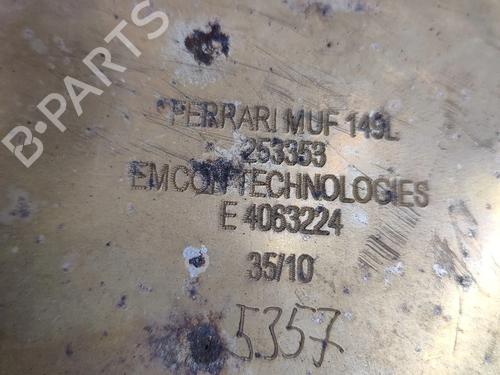 B-PARTS
FERRARI MUF 149L
253353
EMCON TECHNOLOGIES
E 4063224
35/10
5357